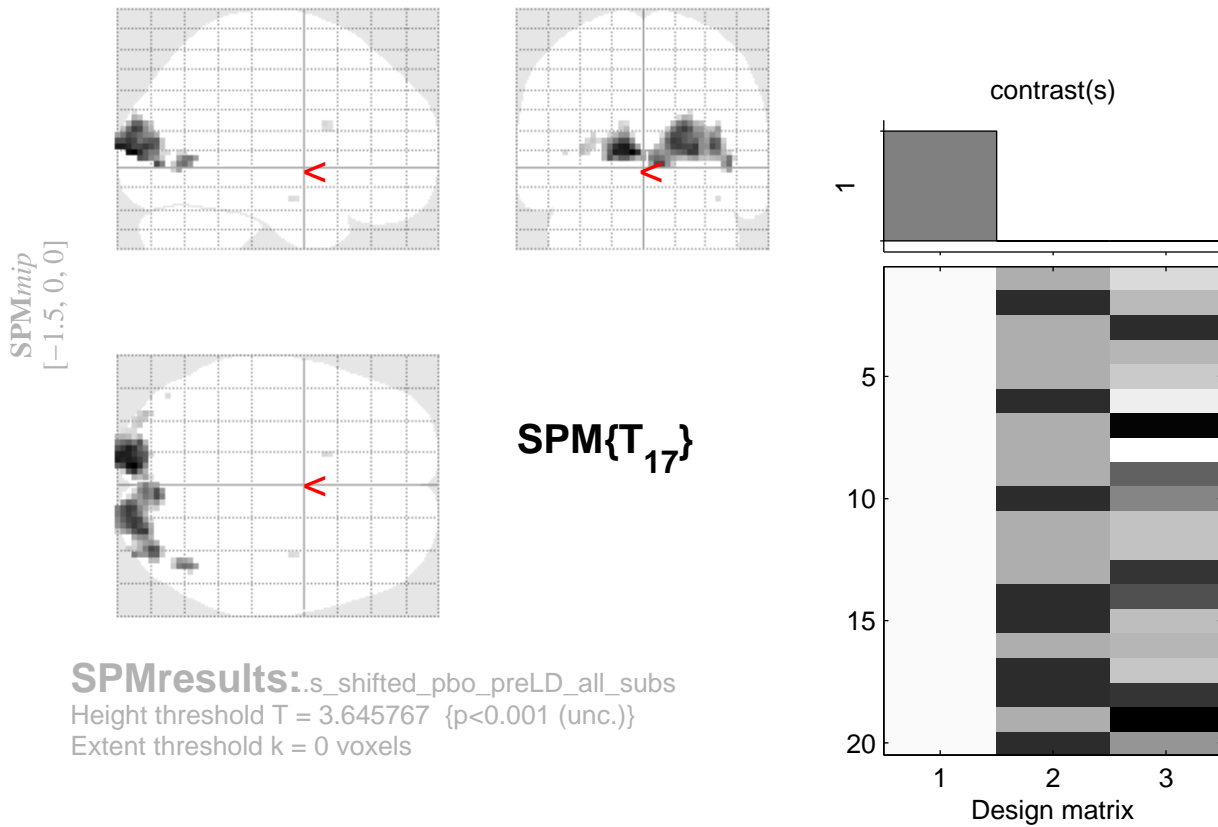 SPMmip
[−1.5, 0, 0]
<
<
<
SPM{T17}
SPMresults:..s_shifted_pbo_preLD_all_subs
Height threshold T = 3.645767 {p<0.001 (unc.)}
Extent threshold k = 0 voxels
contrast(s)
1
5
10
15
20
1 2 3
Design matrix